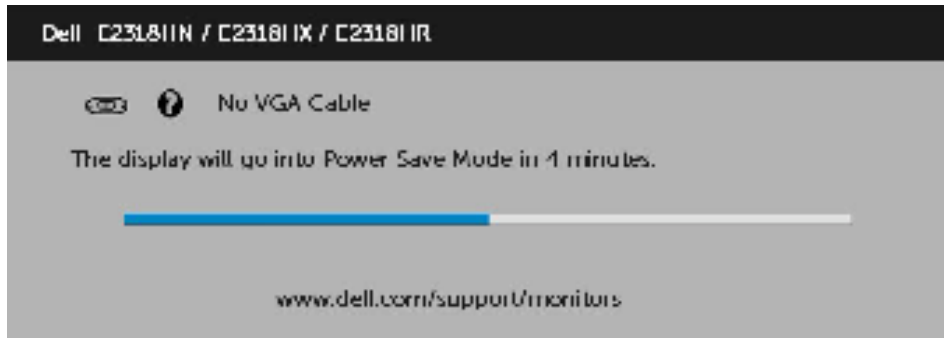 Dell E2318HN / E2318HX / E2318HR
No VGA Cable
The display will go into Power Save Mode in 4 minutes.
www.dell.com/support/monitors